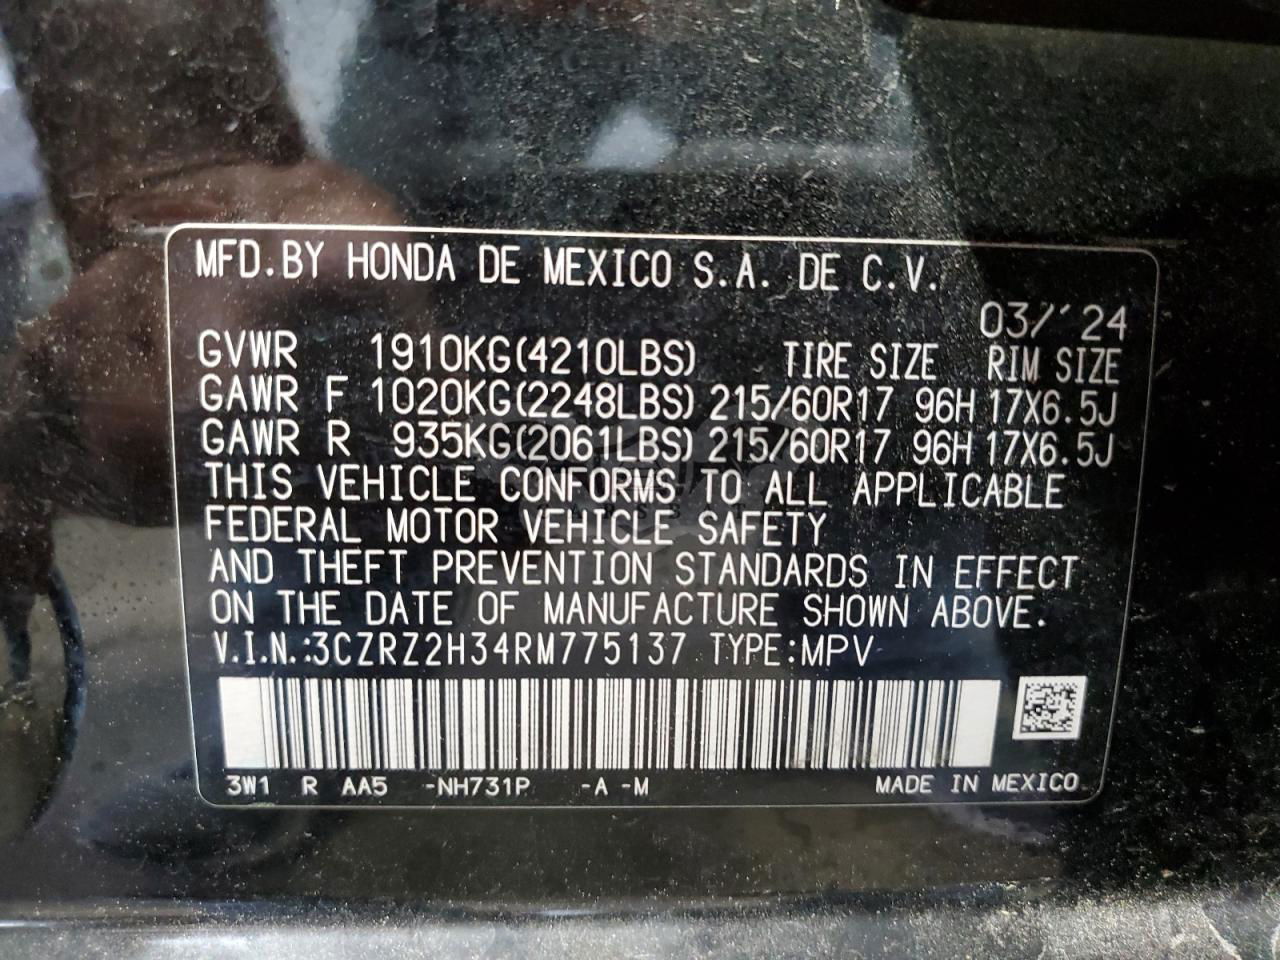 MFD.BY HONDA DE MEXICO S.A. DE C.V.
03/'24
GVWR 1910KG(4210LBS) TIRE SIZE RIM SIZE
GAWR F 1020KG(2248LBS) 215/60R17 96H 17X6.5J
GAWR R 935KG(2061LBS) 215/60R17 96H 17X6.5J
THIS VEHICLE CONFORMS TO ALL APPLICABLE
FEDERAL MOTOR VEHICLE SAFETY
AND THEFT PREVENTION STANDARDS IN EFFECT
ON THE DATE OF MANUFACTURE SHOWN ABOVE.
V.I.N.:3CZRZ2H34RM775137 TYPE:MPV
3W1 R AA5 -NH731P -A -M MADE IN MEXICO